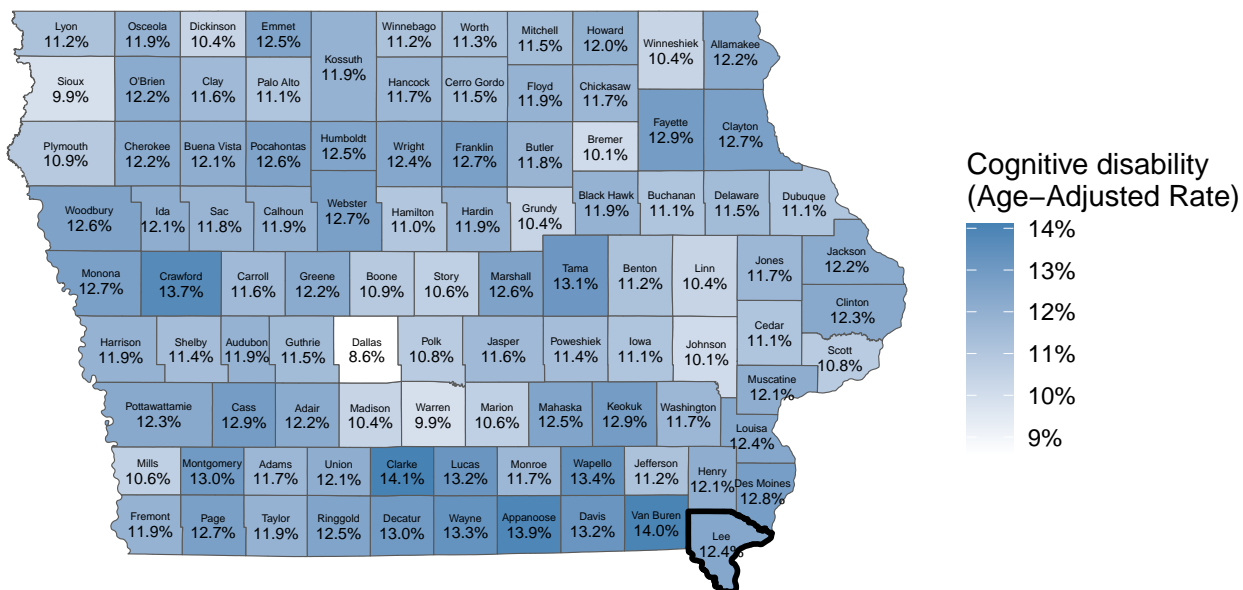 Lyon
11.2%
Osceola
11.9%
Dickinson
10.4%
Emmet
12.5%
Kossuth
11.9%
Winnebago
11.2%
Worth
11.3%
Mitchell
11.5%
Howard
12.0%
Winneshiek
10.4%
Allamakee
12.2%
Sioux
9.9%
O'Brien
12.2%
Clay
11.6%
Palo Alto
11.1%
Hancock
11.7%
Cerro Gordo
11.5%
Floyd
11.9%
Chickasaw
11.7%
Fayette
12.9%
Clayton
12.7%
Plymouth
10.9%
Cherokee
12.2%
Buena Vista
12.1%
Pocahontas
12.6%
Humboldt
12.5%
Wright
12.4%
Franklin
12.7%
Butler
11.8%
Bremer
10.1%
Woodbury
12.6%
Ida
12.1%
Sac
11.8%
Calhoun
11.9%
Webster
12.7%
Hamilton
11.0%
Hardin
11.9%
Grundy
10.4%
Black Hawk
11.9%
Buchanan
11.1%
Delaware
11.5%
Dubuque
11.1%
Monona
12.7%
Crawford
13.7%
Carroll
11.6%
Greene
12.2%
Boone
10.9%
Story
10.6%
Marshall
12.6%
Tama
13.1%
Benton
11.2%
Linn
10.4%
Jones
11.7%
Jackson
12.2%
Clinton
12.3%
Harrison
11.9%
Shelby
11.4%
Audubon
11.9%
Guthrie
11.5%
Dallas
8.6%
Polk
10.8%
Jasper
11.6%
Poweshiek
11.4%
Iowa
11.1%
Johnson
10.1%
Cedar
11.1%
Scott
10.8%
Muscatine
12.1%
Pottawattamie
12.3%
Cass
12.9%
Adair
12.2%
Madison
10.4%
Warren
9.9%
Marion
10.6%
Mahaska
12.5%
Keokuk
12.9%
Washington
11.7%
Louisa
12.4%
Mills
10.6%
Montgomery
13.0%
Adams
11.7%
Union
12.1%
Clarke
14.1%
Lucas
13.2%
Monroe
11.7%
Wapello
13.4%
Jefferson
11.2%
Henry
12.1%
Des Moines
12.8%
Fremont
11.9%
Page
12.7%
Taylor
11.9%
Ringgold
12.5%
Decatur
13.0%
Wayne
13.3%
Appanoose
13.9%
Davis
13.2%
Van Buren
14.0%
Lee
12.4%
Cognitive disability
(Age−Adjusted Rate)
14%
13%
12%
11%
10%
9%